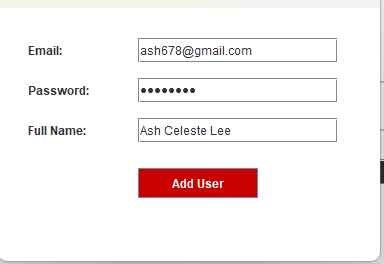 Email: ash678@gmail.com
Password: ••••••••
Full Name: Ash Celeste Lee
Add User